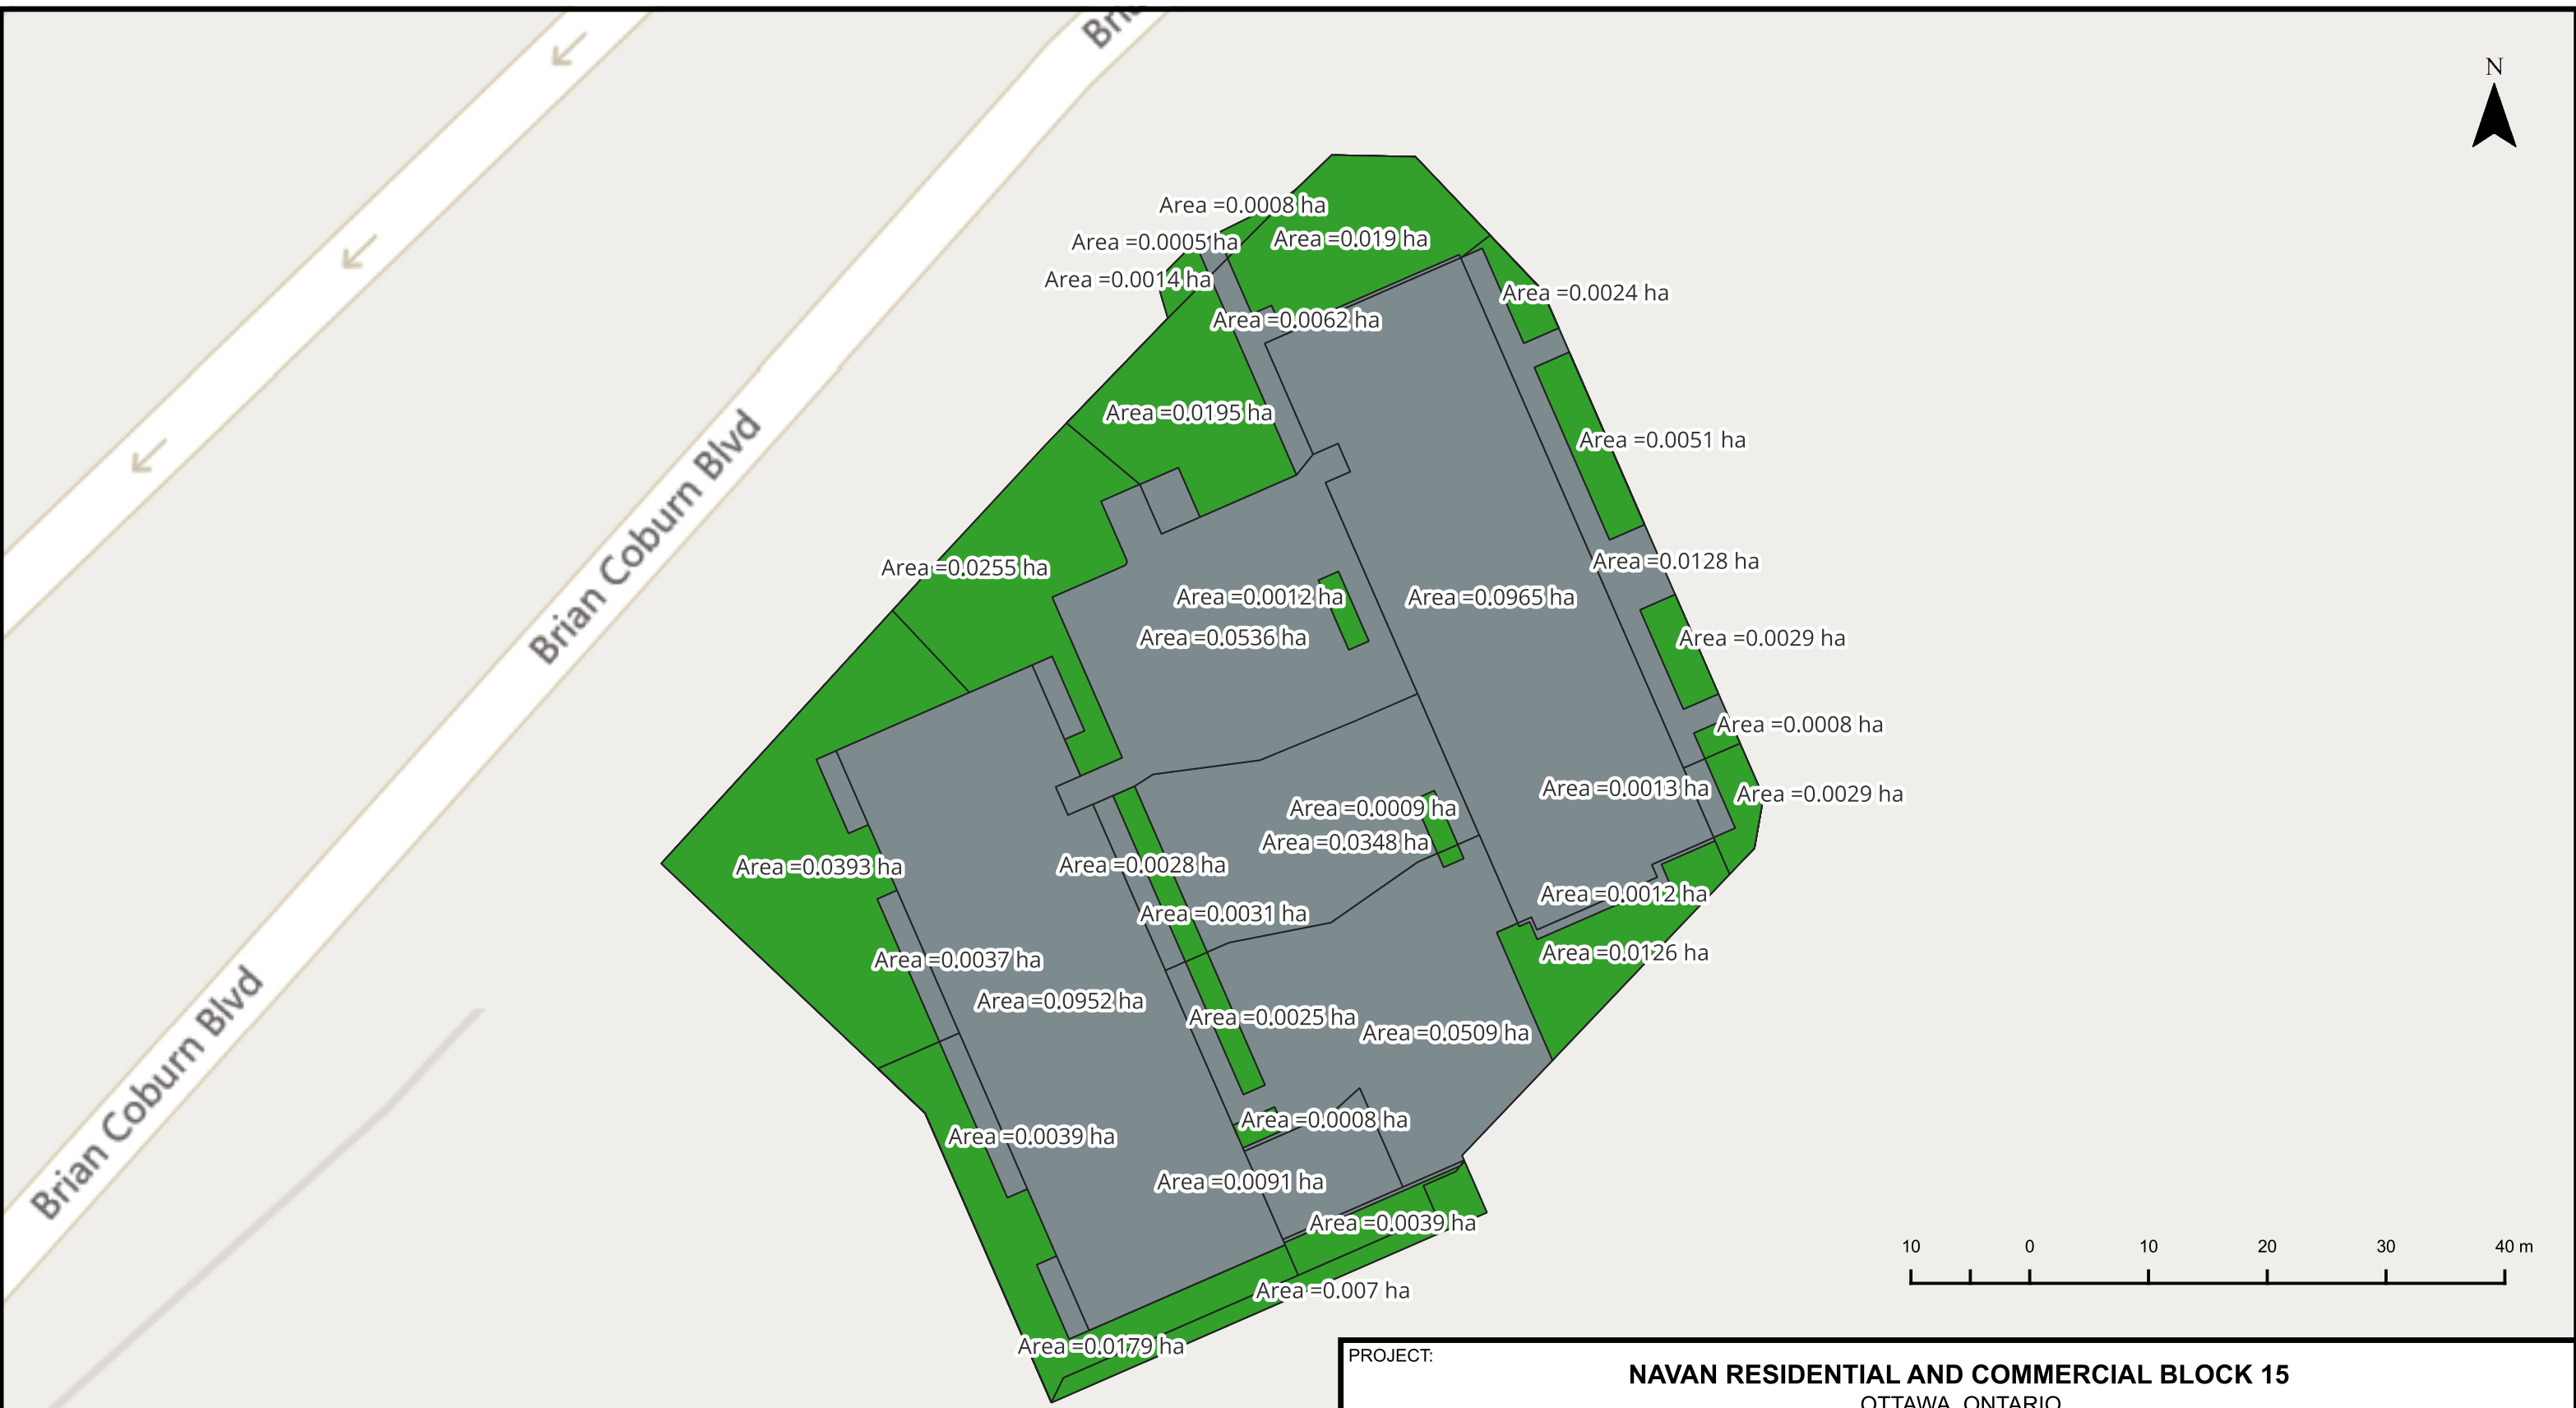 Bri
N
Area =0.0008 ha
Area =0.0005 ha
Area =0.019 ha
Area =0.0014 ha
Area =0.0024 ha
Area =0.0062 ha
Area =0.0195 ha
Area =0.0051 ha
Brian Coburn Blvd
Area =0.0128 ha
Area =0.0255 ha
Area =0.0012 ha
Area =0.0965 ha
Area =0.0536 ha
Area =0.0029 ha
Area =0.0008 ha
Area =0.0013 ha
Area =0.0029 ha
Area =0.0009 ha
Area =0.0348 ha
Area =0.0393 ha
Area =0.0028 ha
Area =0.0012 ha
Area =0.0031 ha
Area =0.0126 ha
Area =0.0037 ha
Area =0.0952 ha
Area =0.0025 ha
Area =0.0509 ha
Brian Coburn Blvd
Area =0.0008 ha
Area =0.0039 ha
Area =0.0091 ha
Area =0.0039 ha
10 0 10 20 30 40 m
Area =0.007 ha
Area =0.0179 ha
PROJECT:
NAVAN RESIDENTIAL AND COMMERCIAL BLOCK 15
OTTAWA, ONTARIO